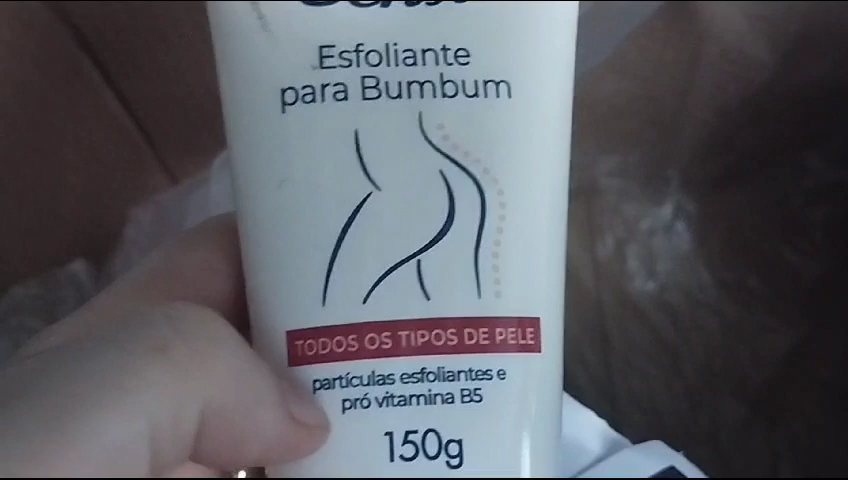 Esfoliante
para Bumbum
TODOS OS TIPOS DE PELE
partículas esfoliantes e
pró vitamina B5
150g